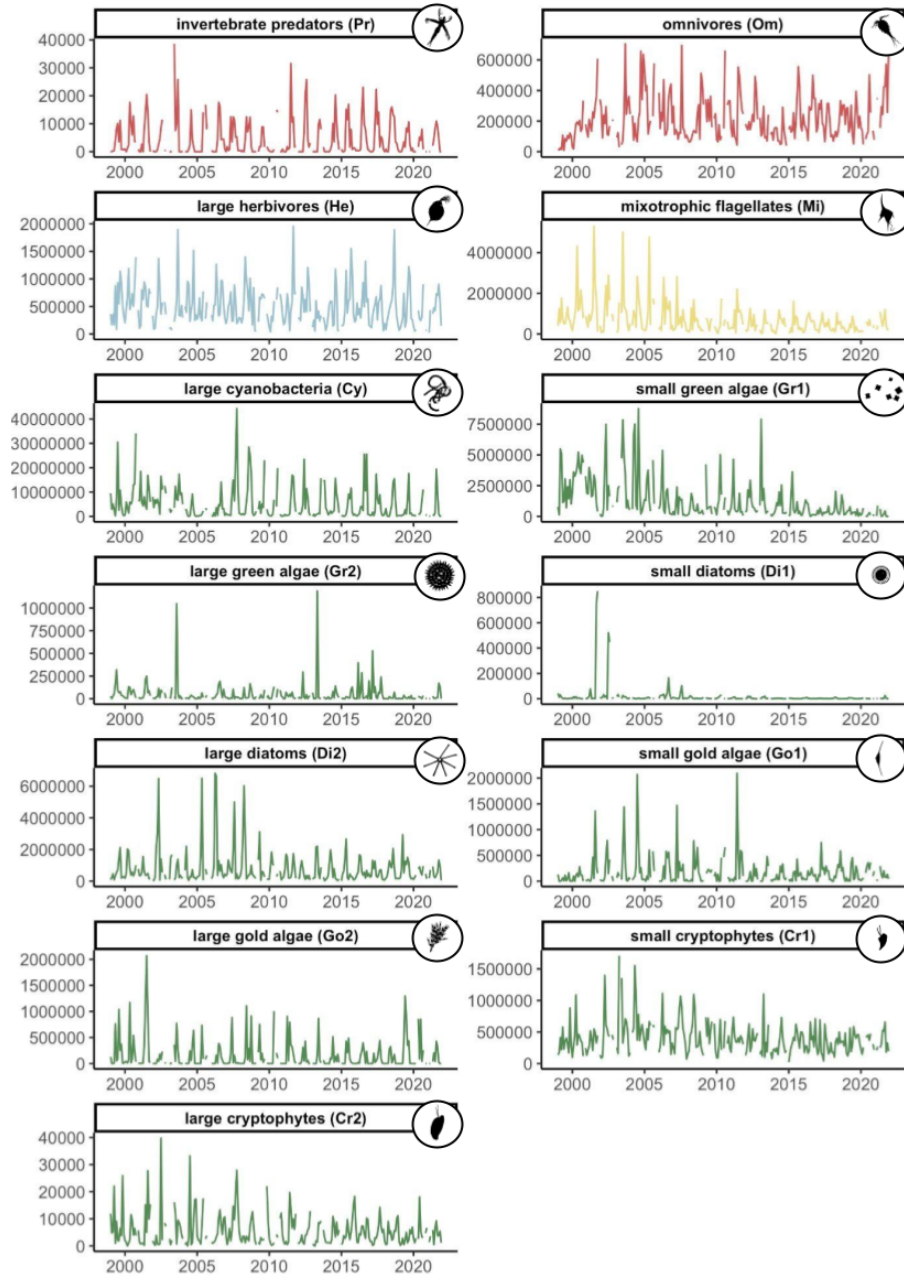 invertebrate predators (Pr)
40000
30000
20000
10000
0
2000 2005 2010 2015 2020
omnivores (Om)
600000
400000
200000
0
2000 2005 2010 2015 2020
large herbivores (He)
2000000
1500000
1000000
500000
0
2000 2005 2010 2015 2020
mixotrophic flagellates (Mi)
4000000
2000000
0
2000 2005 2010 2015 2020
large cyanobacteria (Cy)
40000000
30000000
20000000
10000000
0
2000 2005 2010 2015 2020
small green algae (Gr1)
7500000
5000000
2500000
0
2000 2005 2010 2015 2020
large green algae (Gr2)
1000000
750000
500000
250000
0
2000 2005 2010 2015 2020
small diatoms (Di1)
800000
600000
400000
200000
0
2000 2005 2010 2015 2020
large diatoms (Di2)
6000000
4000000
2000000
0
2000 2005 2010 2015 2020
small gold algae (Go1)
2000000
1500000
1000000
500000
0
2000 2005 2010 2015 2020
large gold algae (Go2)
2000000
1500000
1000000
500000
0
2000 2005 2010 2015 2020
small cryptophytes (Cr1)
1500000
1000000
500000
0
2000 2005 2010 2015 2020
large cryptophytes (Cr2)
40000
30000
20000
10000
0
2000 2005 2010 2015 2020